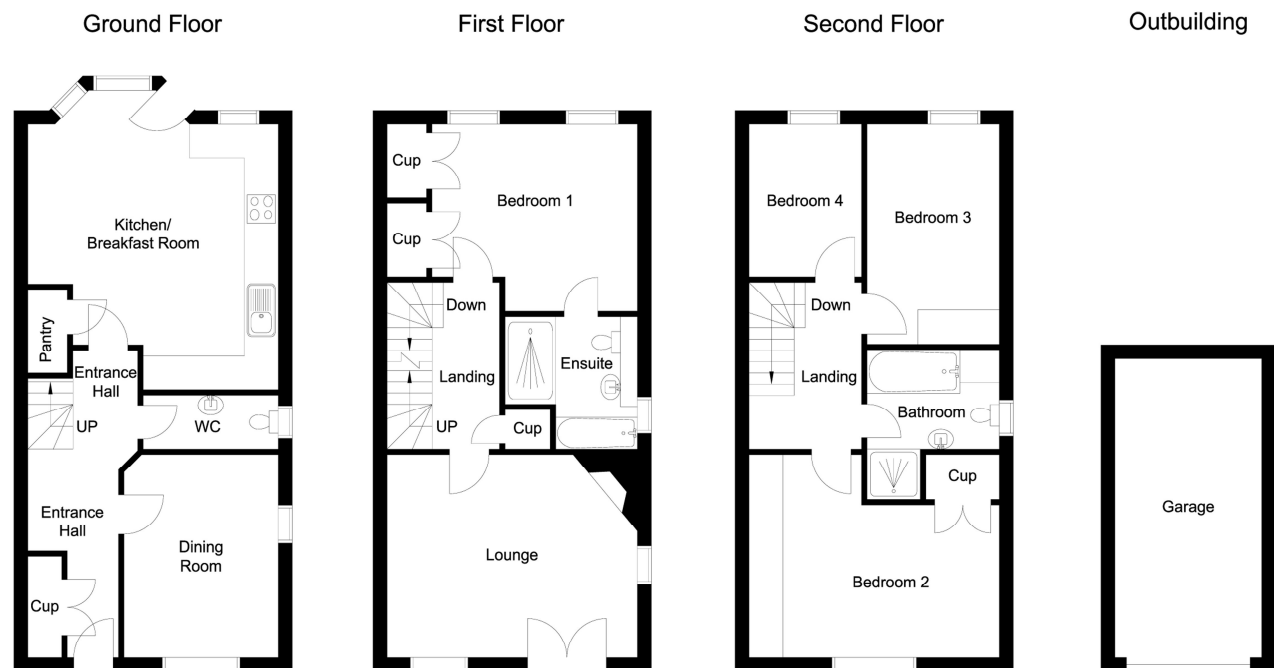 Ground Floor
First Floor
Second Floor
Outbuilding
Kitchen/
Breakfast Room
Pantry
Entrance
Hall
UP
WC
Entrance
Hall
Dining
Room
Cup
Cup
Bedroom 1
Cup
Down
Ensuite
Landing
UP
Cup
Lounge
Bedroom 4
Bedroom 3
Down
Landing
Bathroom
Cup
Bedroom 2
Garage